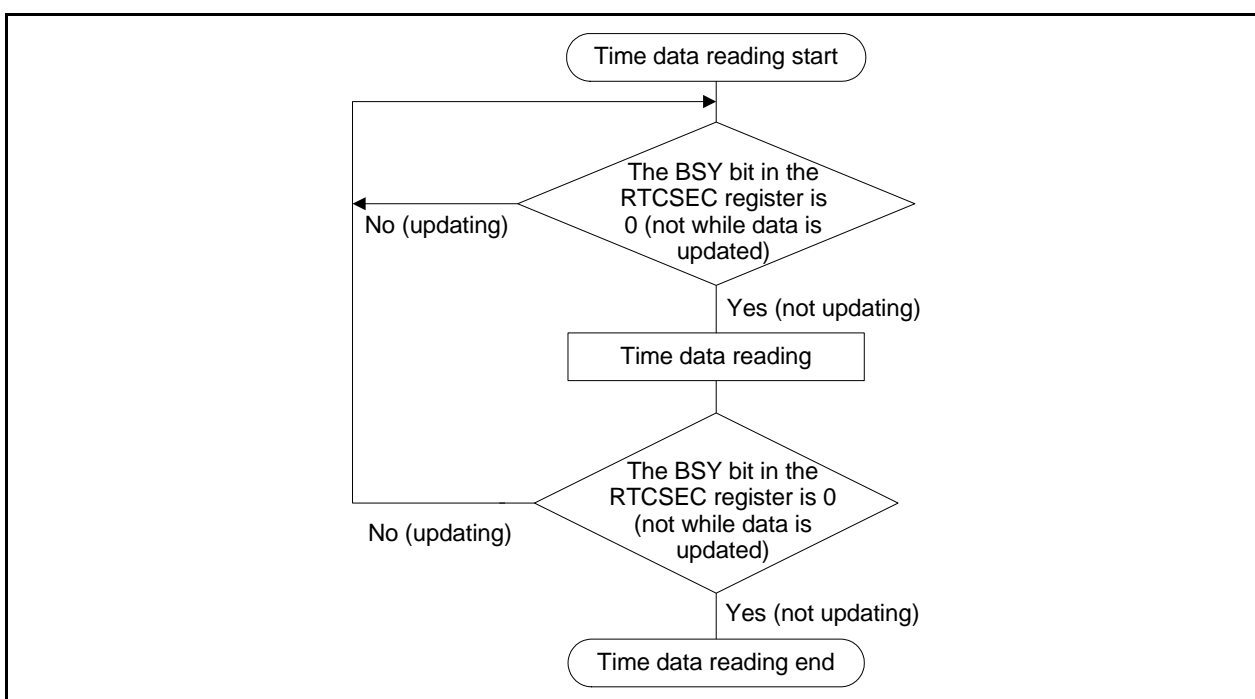 Time data reading start
The BSY bit in the
RTCSEC register is
0 (not while data is
updated)
No (updating)
Yes (not updating)
Time data reading
The BSY bit in the
RTCSEC register is 0
(not while data is
updated)
No (updating)
Yes (not updating)
Time data reading end